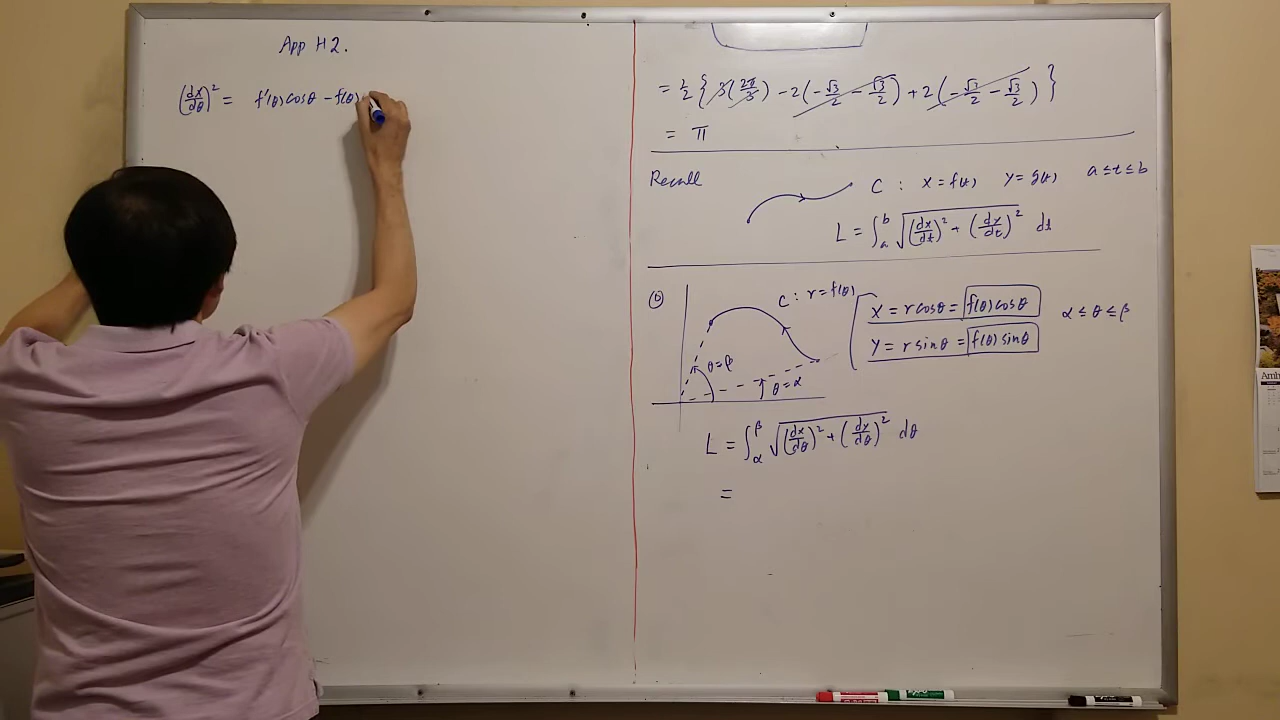 App H2.
(dx/dθ)² = f'(θ)cosθ − f(θ)
= ½{3(2π/3) − 2(−√3/2 − √3/2) + 2(−√3/2 − √3/2)}
= π
Recall
C : x = f(t) y = g(t) a ≤ t ≤ b
L = ∫ₐᵇ √((dx/dt)² + (dy/dt)²) dt
C : r = f(θ)
x = r cosθ = f(θ)cosθ
α ≤ θ ≤ β
y = r sinθ = f(θ)sinθ
θ = β
θ = α
L = ∫_α^β √((dx/dθ)² + (dy/dθ)²) dθ
=